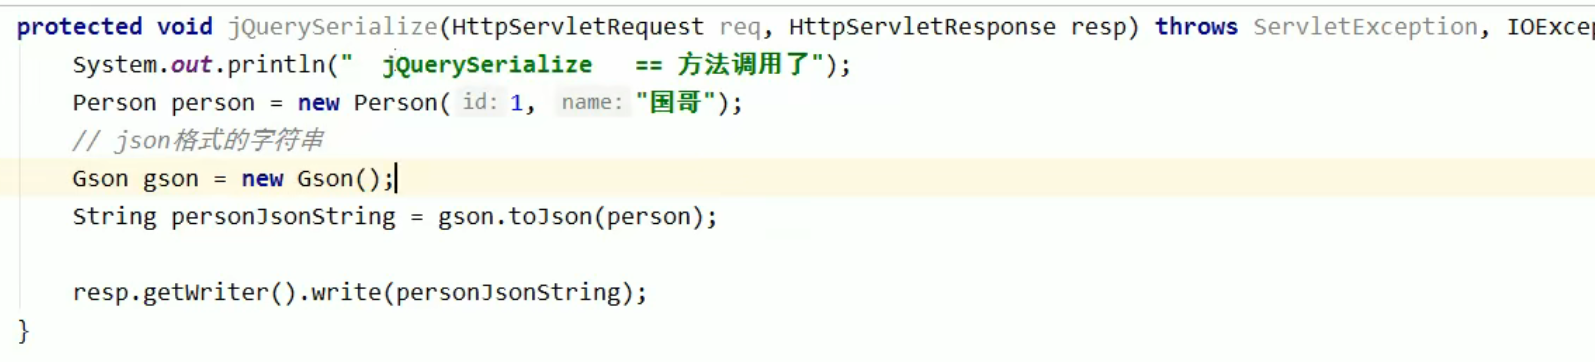 protected void jQuerySerialize(HttpServletRequest req, HttpServletResponse resp) throws ServletException, IOExcep
System.out.println("  jQuerySerialize   == 方法调用了");
Person person = new Person( id: 1,  name: "国哥");
// json格式的字符串
Gson gson = new Gson();
String personJsonString = gson.toJson(person);
resp.getWriter().write(personJsonString);
}